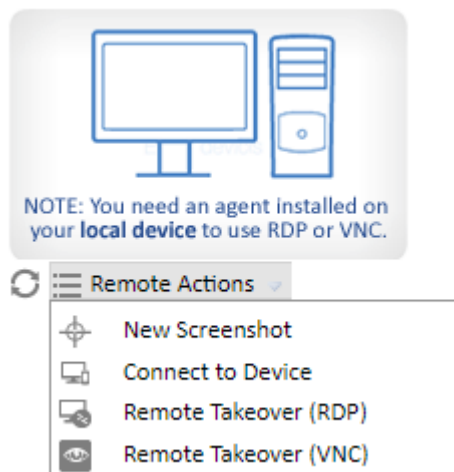 NOTE: You need an agent installed on
your local device to use RDP or VNC.
Remote Actions
New Screenshot
Connect to Device
Remote Takeover (RDP)
Remote Takeover (VNC)